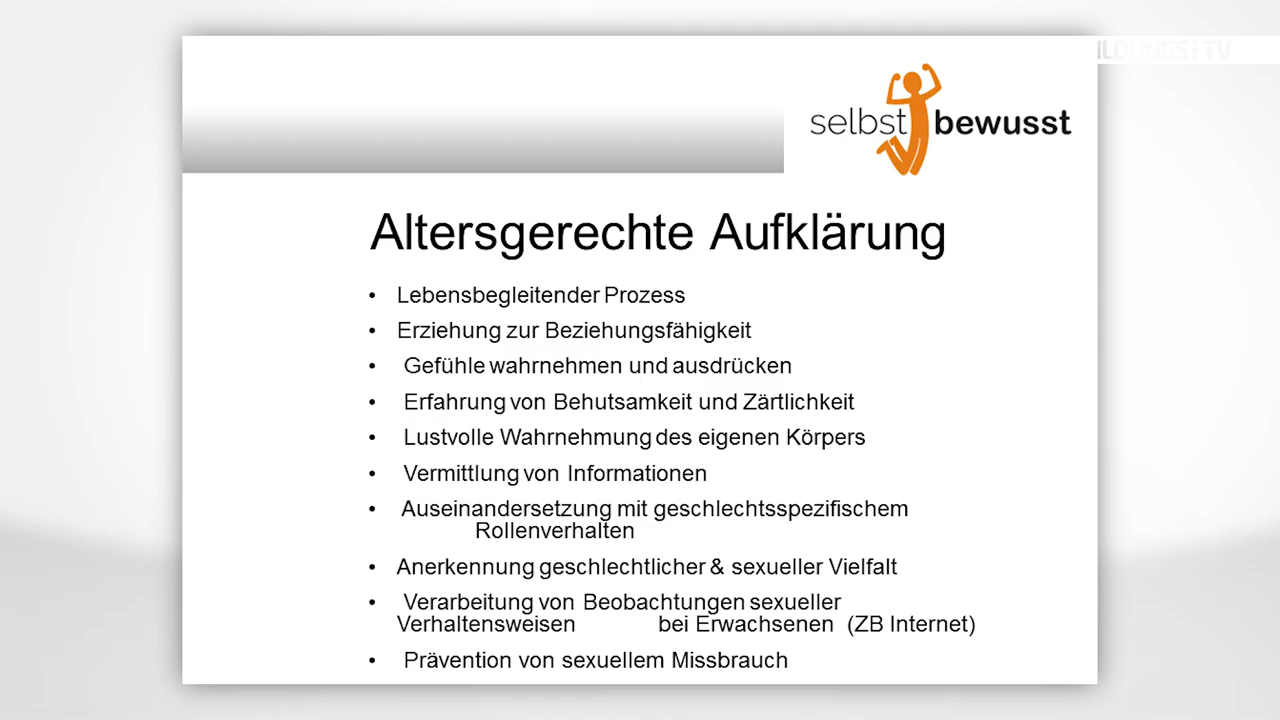 ILDUNGS TV
selbst bewusst
Altersgerechte Aufklärung
• Lebensbegleitender Prozess
• Erziehung zur Beziehungsfähigkeit
• Gefühle wahrnehmen und ausdrücken
• Erfahrung von Behutsamkeit und Zärtlichkeit
• Lustvolle Wahrnehmung des eigenen Körpers
• Vermittlung von Informationen
• Auseinandersetzung mit geschlechtsspezifischem
Rollenverhalten
• Anerkennung geschlechtlicher & sexueller Vielfalt
• Verarbeitung von Beobachtungen sexueller
Verhaltensweisen bei Erwachsenen (ZB Internet)
• Prävention von sexuellem Missbrauch